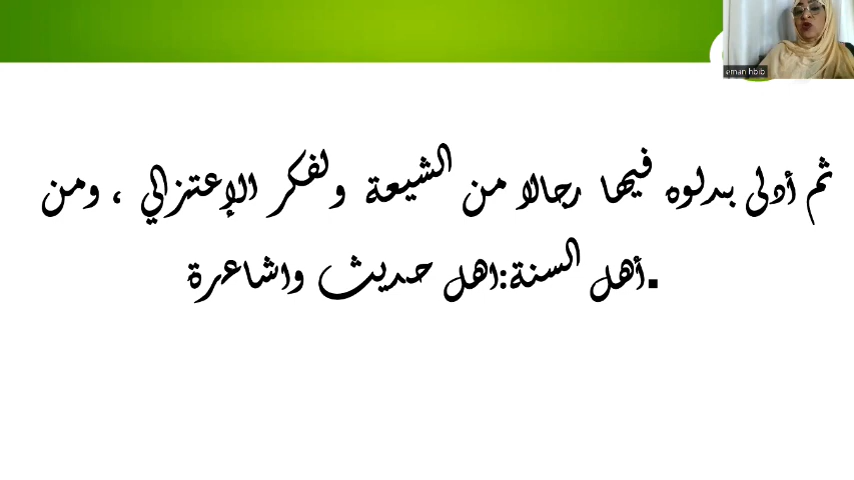 eman hbib
ثم أدلى بدلوه فيها رجالا من الشيعة ولفكر الإعتزالي ، ومن
.أهل السنة:اهل حديث واشاعرة